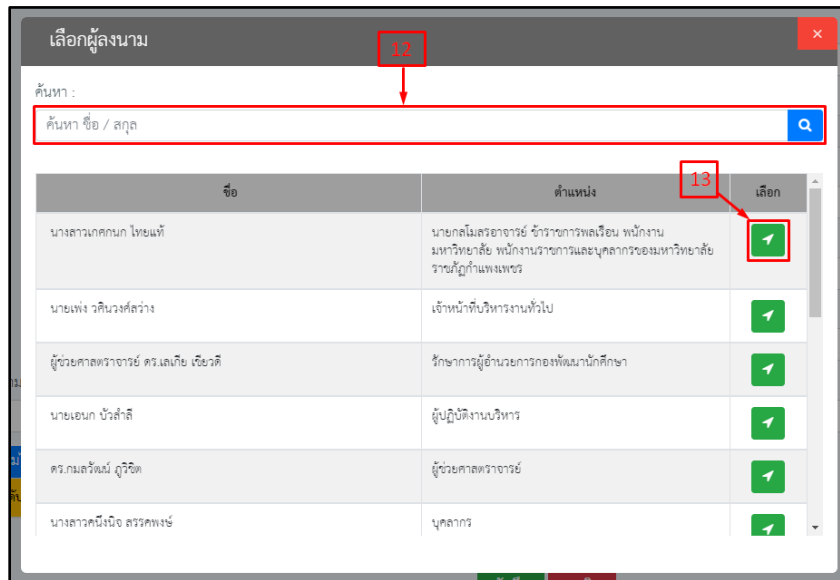 เลือกผู้ลงนาม
×
12
ค้นหา :
ค้นหา ชื่อ / สกุล
13
ชื่อ ตำแหน่ง เลือก
นางสาวเกศกนก ไทยแท้ นายกสโมสรอาจารย์ ข้าราชการพลเรือน พนักงาน
มหาวิทยาลัย พนักงานราชการและบุคลากรของมหาวิทยาลัย
ราชภัฏกำแพงเพชร
นายเพ่ง วศินวงศ์สว่าง เจ้าหน้าที่บริหารงานทั่วไป
ผู้ช่วยศาสตราจารย์ ดร.เลเกีย เขียวดี รักษาการผู้อำนวยการกองพัฒนานักศึกษา
นายเอนก บัวสำลี ผู้ปฏิบัติงานบริหาร
ดร.กมลวัฒน์ ภูวิชิต ผู้ช่วยศาสตราจารย์
นางสาวคนึงนิจ สรรคพงษ์ บุคลากร